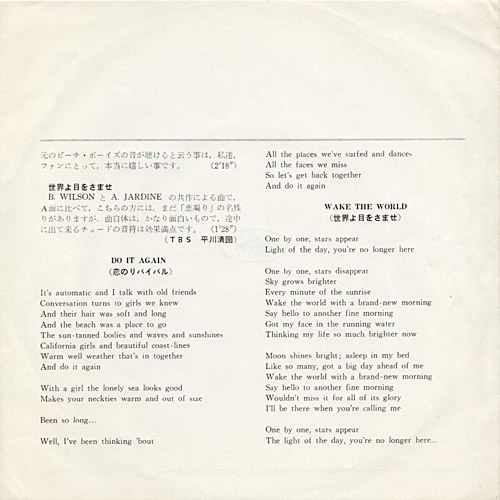 元のビーチ・ボーイズの音が聴けると云う事は、私達、
ファンにとって、本当に嬉しい事です。 (2'18")
世界よ目をさませ
B. WILSON と A. JARDINE の共作による曲で、
A面に比べて、こちらの方には、まだ「悲凝り」の名残
りがありますが、曲自体は、かなり面白いもので、途中
に出て来るチュードの音符は効果満点です。 (1'28")
(TBS 平川清圀)
DO IT AGAIN
(恋のリバイバル)
It's automatic and I talk with old friends
Conversation turns to girls we knew
And their hair was soft and long
And the beach was a place to go
The sun-tanned bodies and waves and sunshines
California girls and beautiful coast-lines
Warm well weather that's in together
And do it again
With a girl the lonely sea looks good
Makes your neckties warm and out of size
Been so long...
Well, I've been thinking 'bout
All the places we've surfed and dances
All the faces we miss
So let's get back together
And do it again
WAKE THE WORLD
(世界よ目をさませ)
One by one, stars appear
Light of the day, you're no longer here
One by one, stars disappear
Sky grows brighter
Every minute of the sunrise
Wake the world with a brand-new morning
Say hello to another fine morning
Got my face in the running water
Thinking my life so much brighter now
Moon shines bright; asleep in my bed
Like so many, got a big day ahead of me
Wake the world with a brand-new morning
Say hello to another fine morning
Wouldn't miss it for all of its glory
I'll be there when you're calling me
One by one, stars appear
The light of the day, you're no longer here...